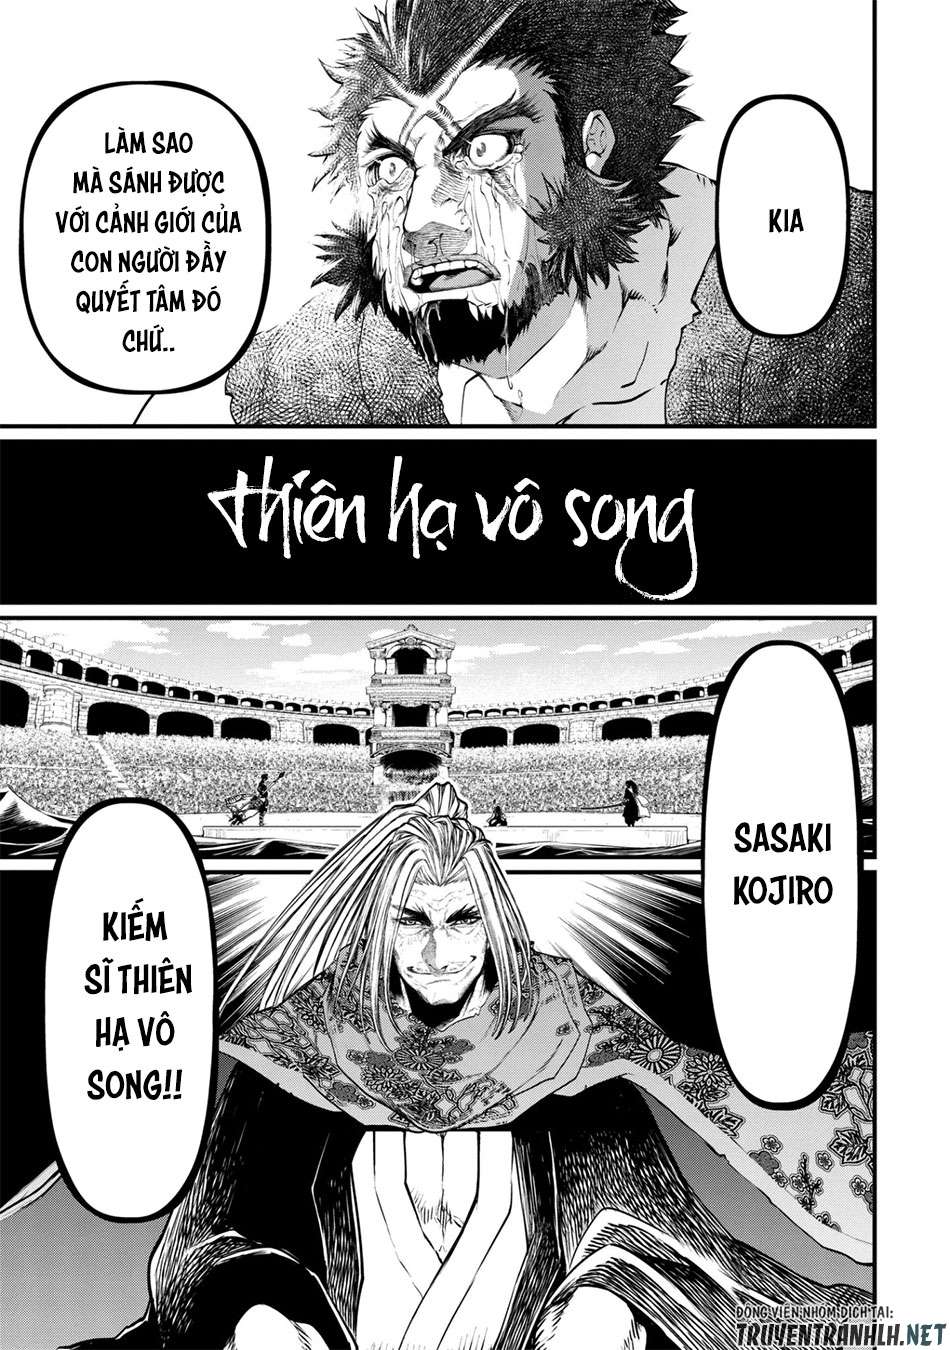 KIA
LÀM SAO
MÀ SÁNH ĐƯỢC
VỚI CẢNH GIỚI CỦA
CON NGƯỜI ĐẦY
QUYẾT TÂM ĐÓ
CHỨ..
thiên hạ vô song
SASAKI
KOJIRO
KIẾM
SĨ THIÊN
HẠ VÔ
SONG!!
ĐỘNG VIÊN NHÓM DỊCH TẠI:
TRUYENTRANHLH.NET